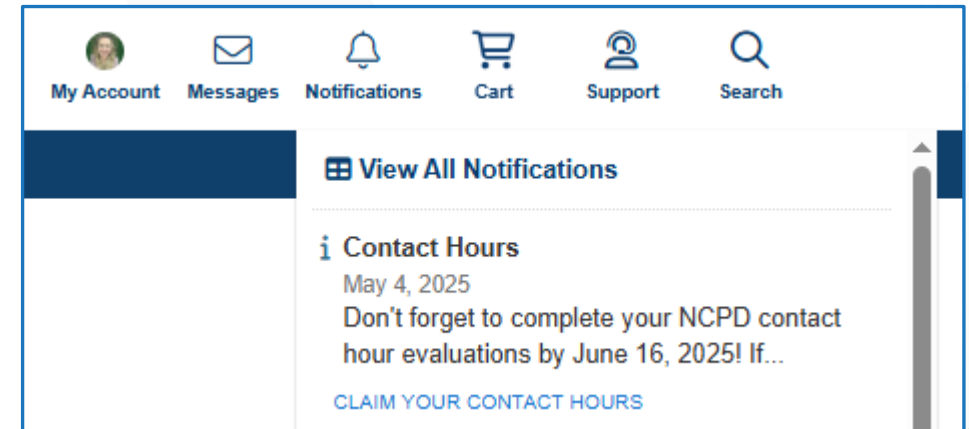 My Account Messages Notifications Cart Support Search
View All Notifications
Contact Hours
May 4, 2025
Don't forget to complete your NCPD contact
hour evaluations by June 16, 2025! If...
CLAIM YOUR CONTACT HOURS